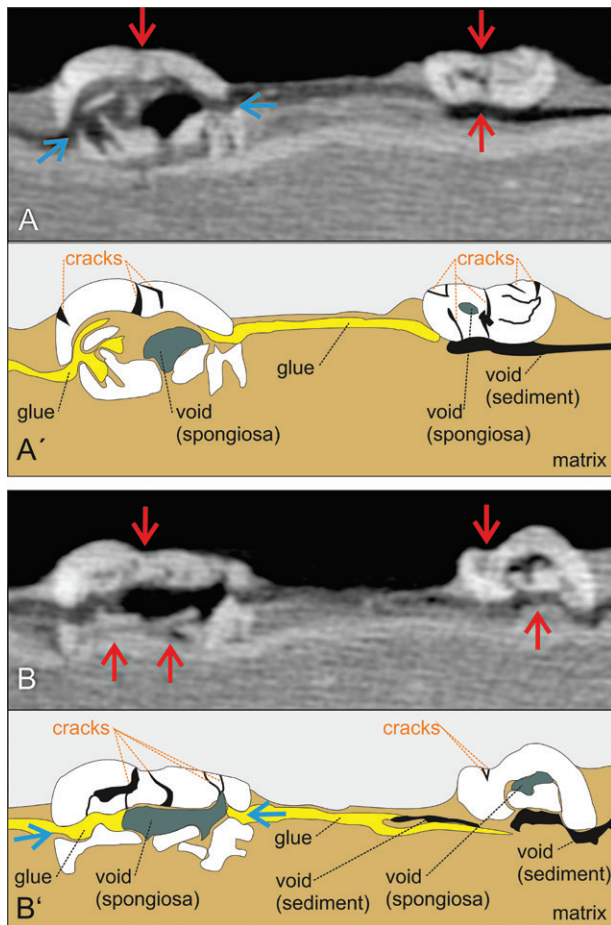 A
cracks
cracks
glue
void
(spongiosa)
glue
void
(spongiosa)
void
(sediment)
A´
matrix
B
cracks
cracks
glue
void
(spongiosa)
glue
void
(sediment)
void
(spongiosa)
void
(sediment)
B‘
matrix